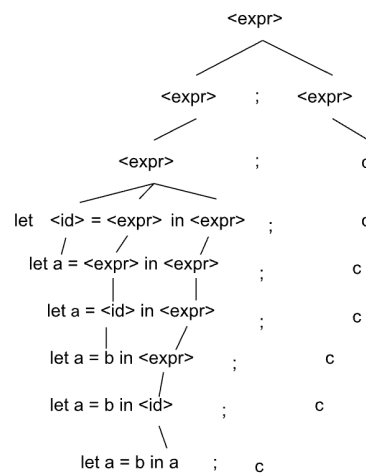 <expr>
<expr> ; <expr>
<expr> ; c
let <id> = <expr> in <expr> ; c
let a = <expr> in <expr> ; c
let a = <id> in <expr> ; c
let a = b in <expr> ; c
let a = b in <id> ; c
let a = b in a ; c